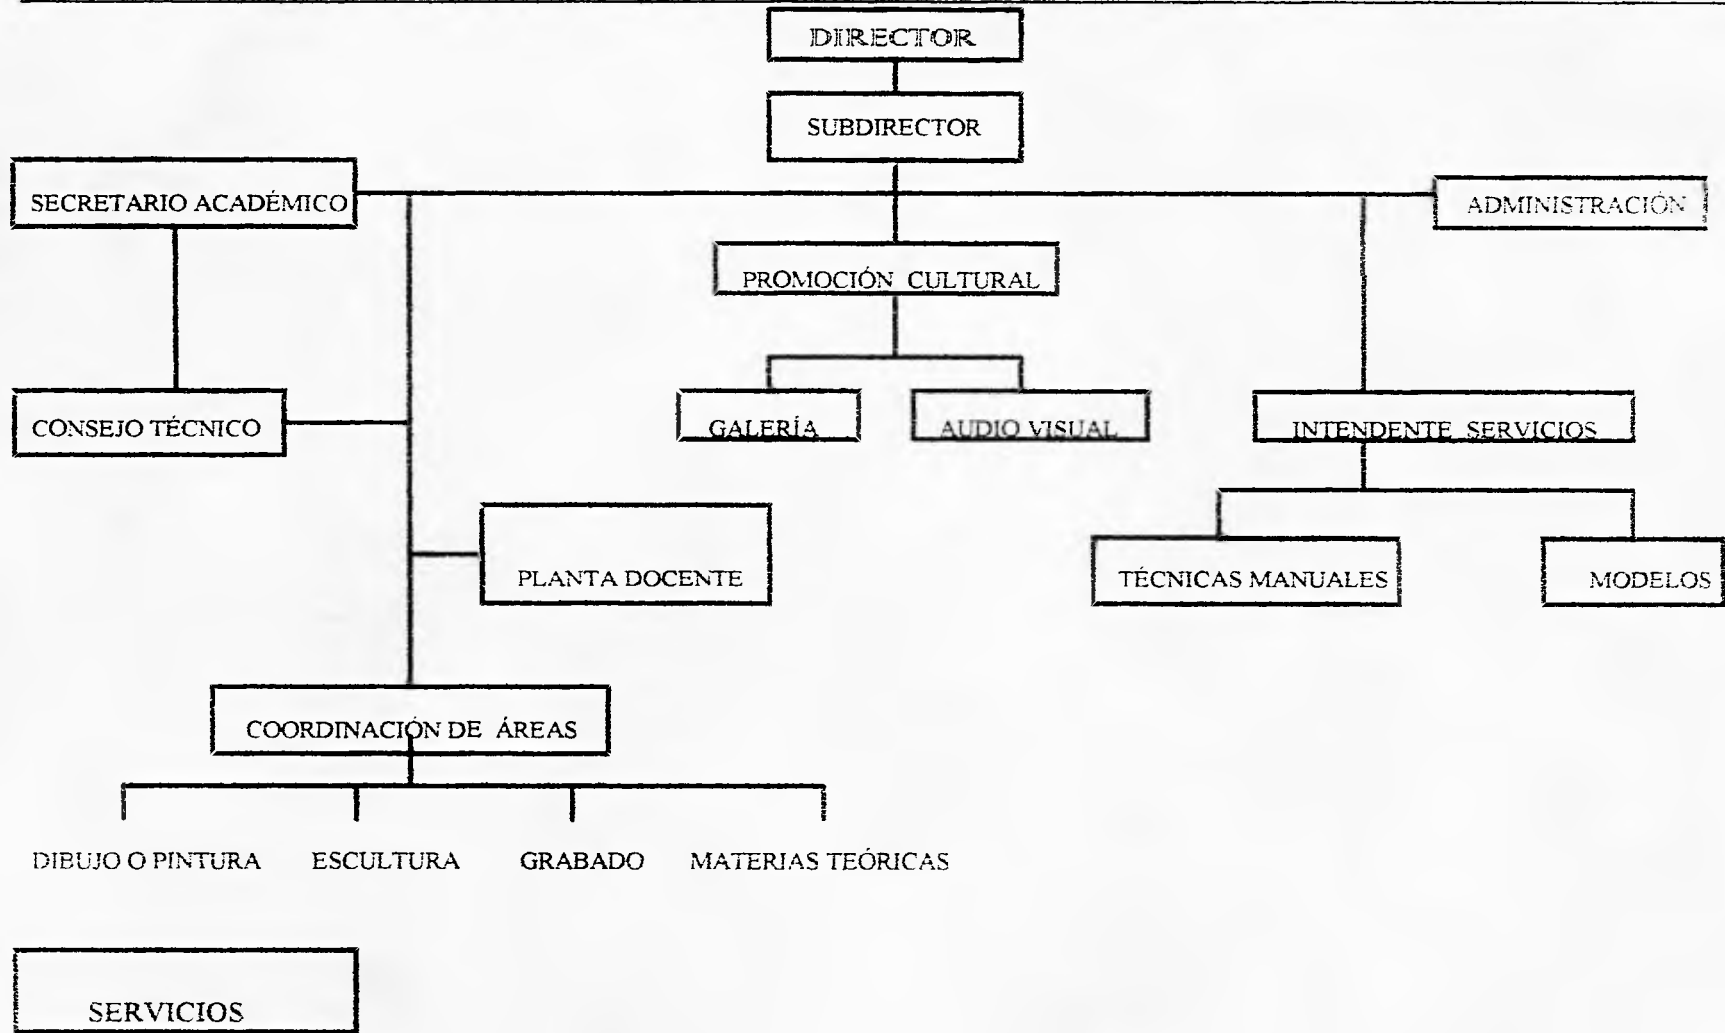 DIRECTOR
SUBDIRECTOR
SECRETARIO ACADÉMICO
ADMINISTRACIÓN
PROMOCIÓN CULTURAL
CONSEJO TÉCNICO
GALERÍA
AUDIO VISUAL
INTENDENTE SERVICIOS
PLANTA DOCENTE
TÉCNICAS MANUALES
MODELOS
COORDINACIÓN DE ÁREAS
DIBUJO O PINTURA
ESCULTURA
GRABADO
MATERIAS TEÓRICAS
SERVICIOS